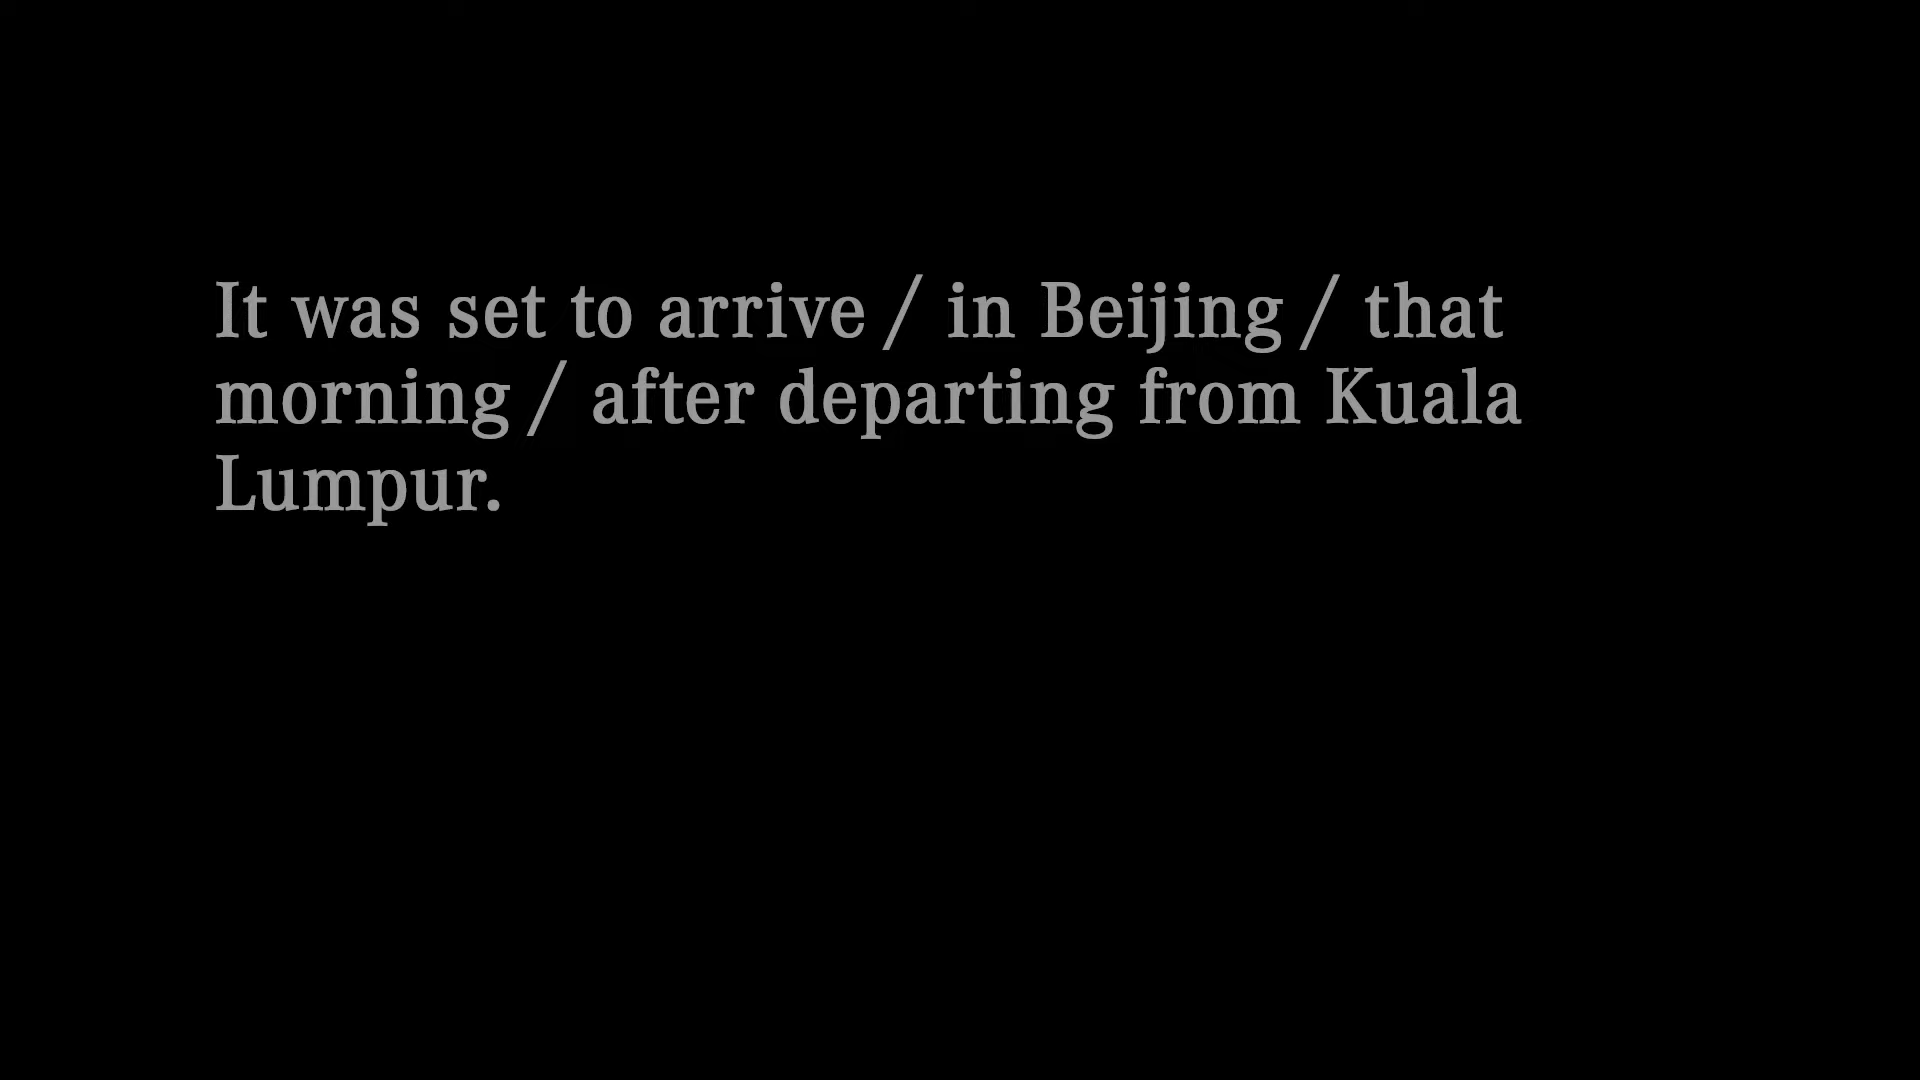 It was set to arrive / in Beijing / that
morning / after departing from Kuala
Lumpur.